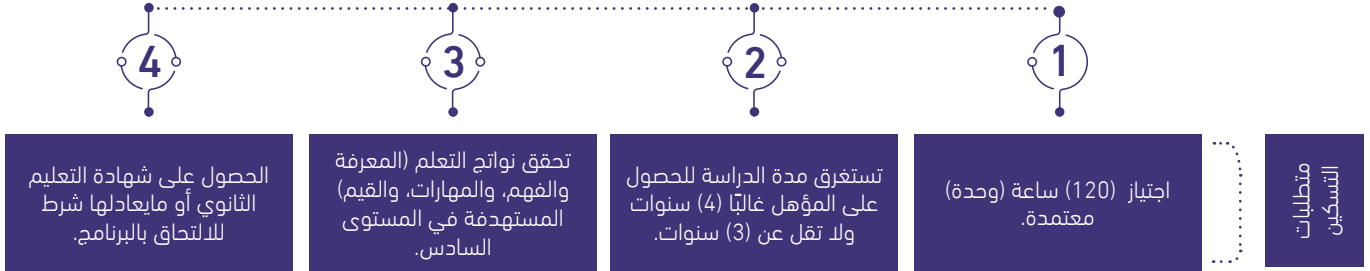 متطلبات
التسكين
1
اجتياز (120) ساعة (وحدة)
معتمدة.
2
تستغرق مدة الدراسة للحصول
على المؤهل غالبًا (4) سنوات
ولا تقل عن (3) سنوات.
3
تحقق نواتج التعلم (المعرفة
والفهم، والمهارات، والقيم)
المستهدفة في المستوى
السادس.
4
الحصول على شهادة التعليم
الثانوي أو مايعادلها شرط
للالتحاق بالبرنامج.